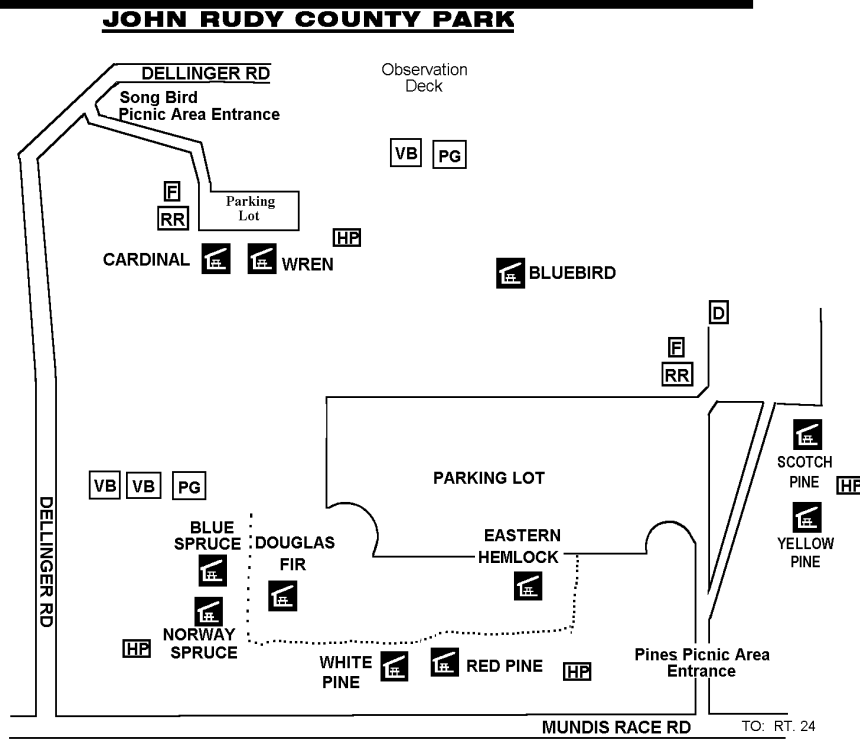 JOHN RUDY COUNTY PARK
DELLINGER RD
Observation
Deck
Song Bird
Picnic Area Entrance
VB
PG
F
RR
Parking
Lot
HP
CARDINAL
WREN
BLUEBIRD
D
F
RR
PARKING LOT
SCOTCH
PINE
HP
VB
VB
PG
DELLINGER RD
BLUE
SPRUCE
DOUGLAS
FIR
EASTERN
HEMLOCK
YELLOW
PINE
NORWAY
SPRUCE
HP
WHITE
PINE
RED PINE
HP
Pines Picnic Area
Entrance
MUNDIS RACE RD
TO: RT. 24